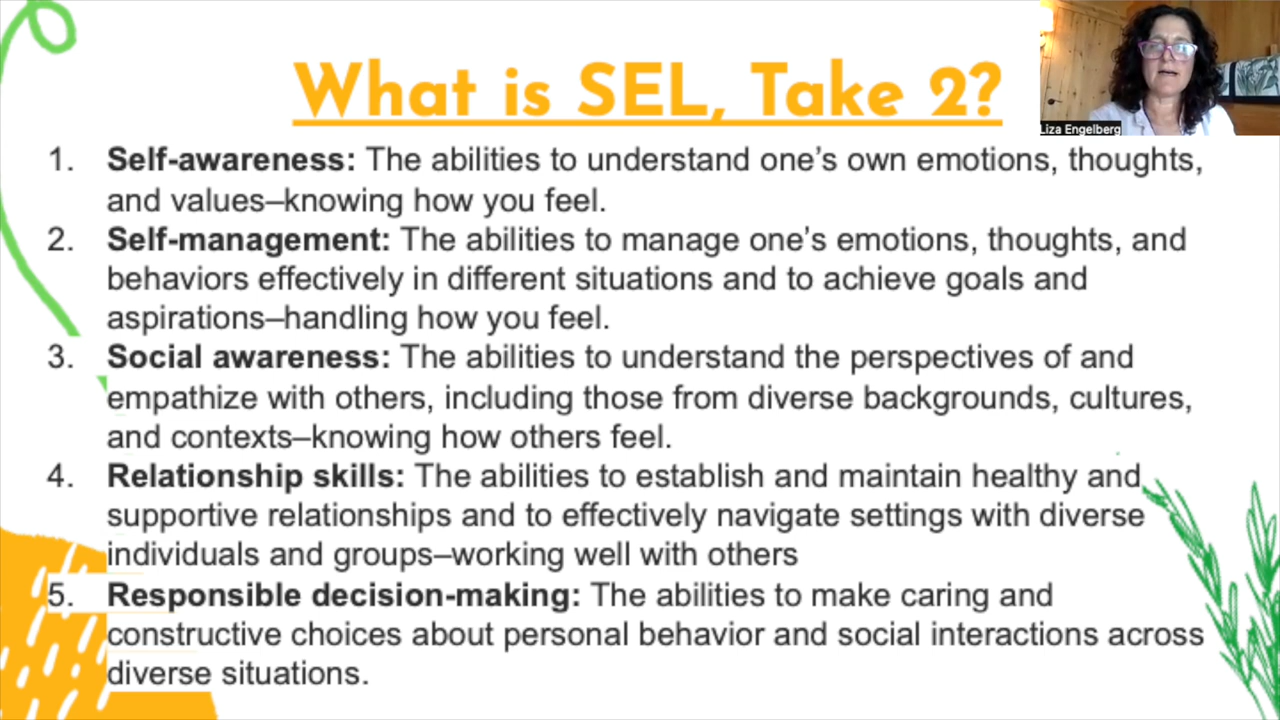 What is SEL, Take 2?
Liza Engelberg
1. Self-awareness: The abilities to understand one's own emotions, thoughts,
and values–knowing how you feel.
2. Self-management: The abilities to manage one's emotions, thoughts, and
behaviors effectively in different situations and to achieve goals and
aspirations–handling how you feel.
3. Social awareness: The abilities to understand the perspectives of and
empathize with others, including those from diverse backgrounds, cultures,
and contexts–knowing how others feel.
4. Relationship skills: The abilities to establish and maintain healthy and
supportive relationships and to effectively navigate settings with diverse
individuals and groups–working well with others
5. Responsible decision-making: The abilities to make caring and
constructive choices about personal behavior and social interactions across
diverse situations.